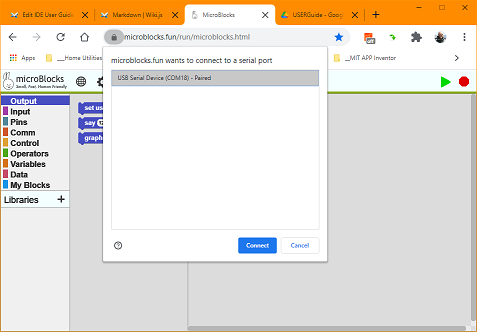 Edit IDE User Guide
Markdown | Wiki.js
MicroBlocks
USERGuide - Goog
microblocks.fun/run/microblocks.html
off
Apps
__Home Utilities
__MIT APP Inventor
microBlocks
Small, Fast, Human Friendly
microblocks.fun wants to connect to a serial port
USB Serial Device (COM18) - Paired
Output
Input
Pins
Comm
Control
Operators
Variables
Data
My Blocks
Libraries +
set us
say
graph
Connect
Cancel